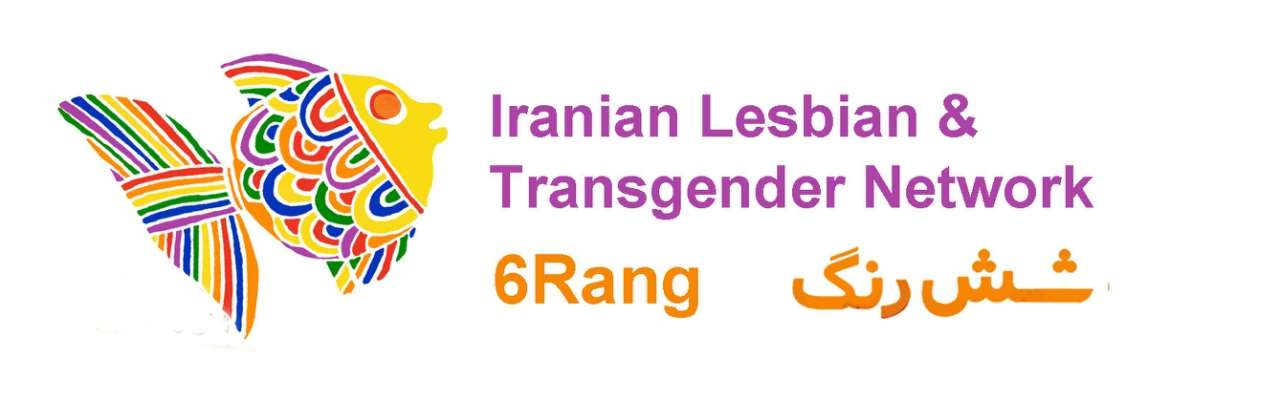 Iranian Lesbian &
Transgender Network
6Rang شش رنگ